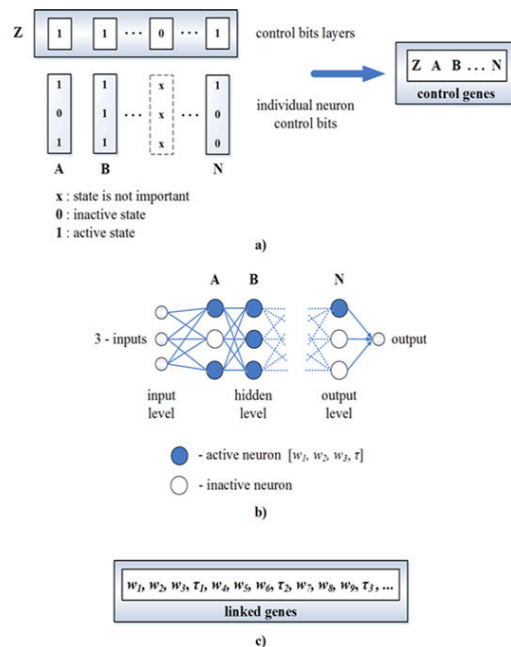 Z 1 1 ... 0 ... 1 control bits layers
Z A B ... N
control genes
1 1 x 1
0 1 ... x ... 0
1 1 x 0
individual neuron
control bits
A B N
x : state is not important
0 : inactive state
1 : active state
a)
A B N
3 - inputs
output
input
level
hidden
level
output
level
- active neuron [w₁, w₂, w₃, τ]
- inactive neuron
b)
w₁, w₂, w₃, τ₁, w₄, w₅, w₆, τ₂, w₇, w₈, w₉, τ₃, ...
linked genes
c)